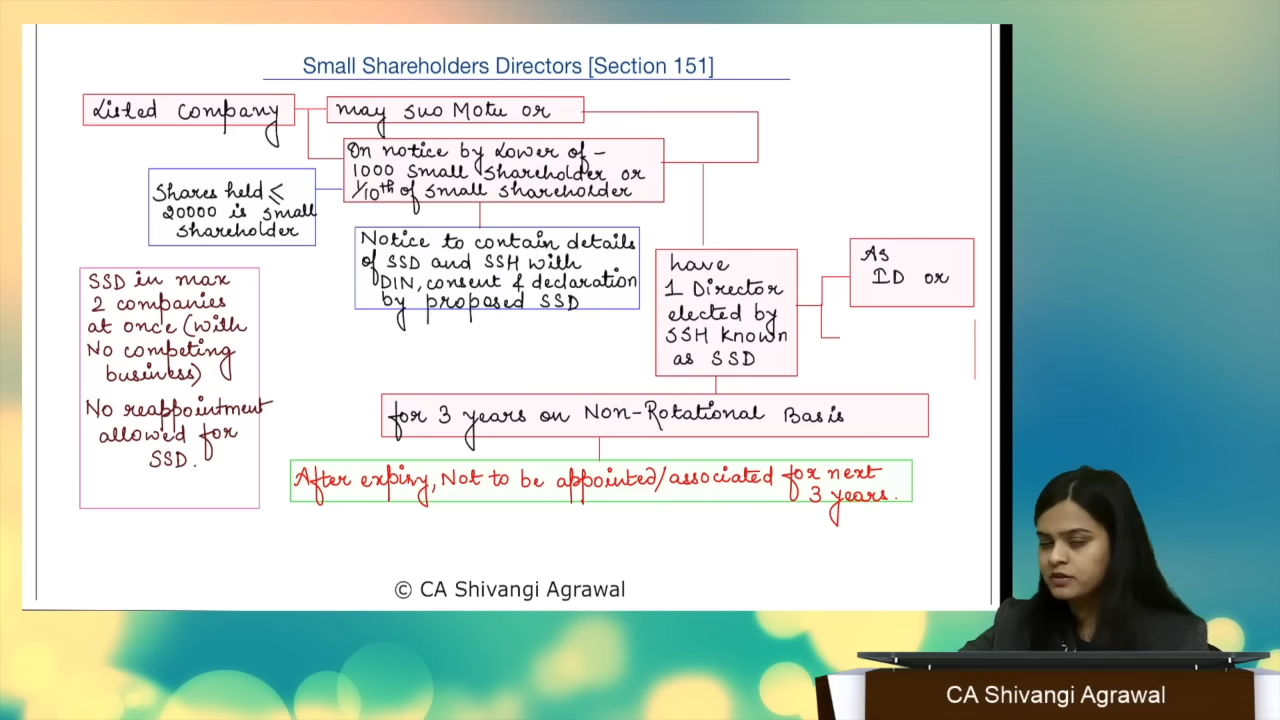 Small Shareholders Directors [Section 151]
Listed Company
may suo Motu or
On notice by Lower of -
1000 small shareholder or
1/10th of small shareholder
Shares held ≤
20000 is small
shareholder
Notice to contain details
of SSD and SSH with
DIN, consent & declaration
by proposed SSD
have
1 Director
elected by
SSH known
as SSD
As
ID or
SSD in max
2 companies
at once (with
No competing
business)
No reappointment
allowed for
SSD.
for 3 years on Non-Rotational Basis
After expiry, Not to be appointed/associated for next
3 years.
© CA Shivangi Agrawal
CA Shivangi Agrawal